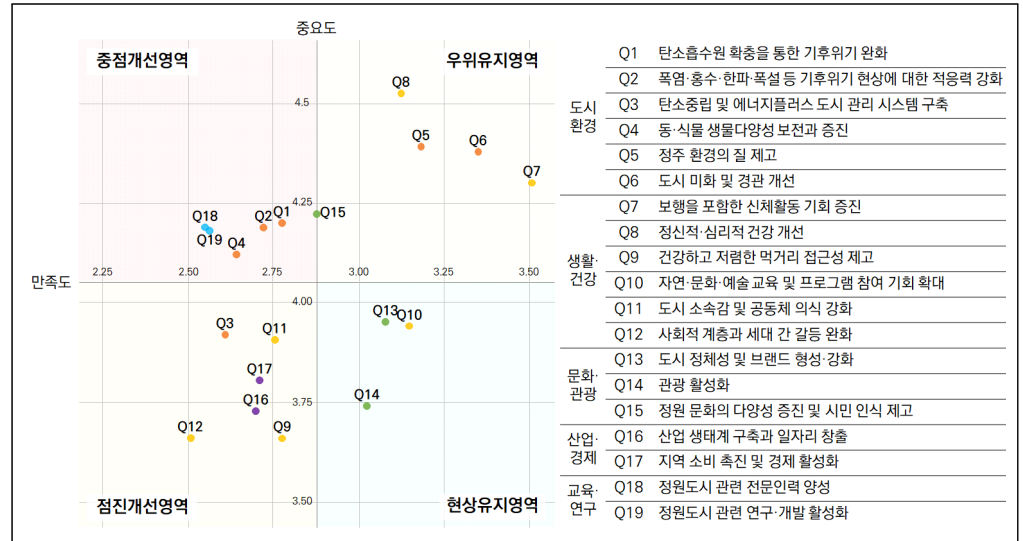 중요도
중점개선영역
우위유지영역
Q8
4.5
Q5
Q6
Q7
4.25
Q18
Q2
Q1
Q15
Q19
Q4
만족도
2.25
2.50
2.75
3.00
3.25
3.50
4.00
Q3
Q11
Q13
Q10
Q17
Q16
3.75
Q14
Q12
Q9
3.50
점진개선영역
현상유지영역
도시
환경
Q1 탄소흡수원 확충을 통한 기후위기 완화
Q2 폭염·홍수·한파·폭설 등 기후위기 현상에 대한 적응력 강화
Q3 탄소중립 및 에너지플러스 도시 관리 시스템 구축
Q4 동·식물 생물다양성 보전과 증진
Q5 정주 환경의 질 제고
Q6 도시 미화 및 경관 개선
생활·
건강
Q7 보행을 포함한 신체활동 기회 증진
Q8 정신적·심리적 건강 개선
Q9 건강하고 저렴한 먹거리 접근성 제고
Q10 자연·문화·예술교육 및 프로그램 참여 기회 확대
Q11 도시 소속감 및 공동체 의식 강화
Q12 사회적 계층과 세대 간 갈등 완화
문화·
관광
Q13 도시 정체성 및 브랜드 형성·강화
Q14 관광 활성화
Q15 정원 문화의 다양성 증진 및 시민 인식 제고
산업·
경제
Q16 산업 생태계 구축과 일자리 창출
Q17 지역 소비 촉진 및 경제 활성화
교육·
연구
Q18 정원도시 관련 전문인력 양성
Q19 정원도시 관련 연구·개발 활성화